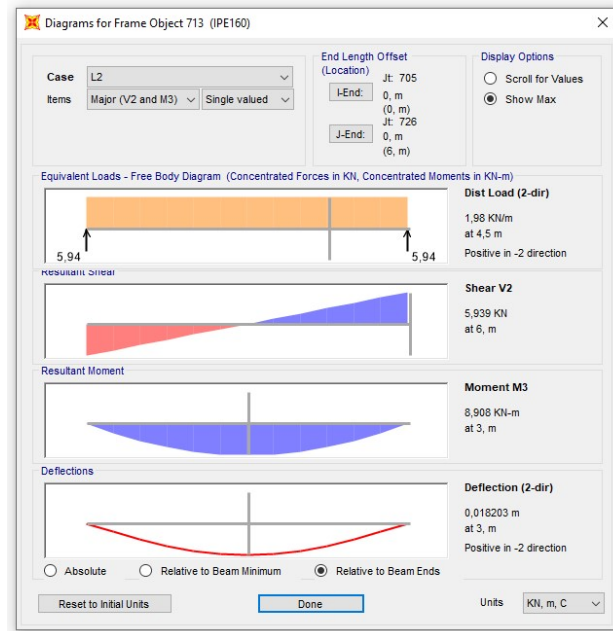 Diagrams for Frame Object 713 (IPE160)
Case L2
Items Major (V2 and M3) Single valued
End Length Offset
(Location)
Jt: 705
I-End: 0, m
(0, m)
Jt: 726
J-End: 0, m
(6, m)
Display Options
Scroll for Values
Show Max
Equivalent Loads - Free Body Diagram (Concentrated Forces in KN, Concentrated Moments in KN-m)
5,94
5,94
Dist Load (2-dir)
1,98 KN/m
at 4,5 m
Positive in -2 direction
Resultant Shear
Shear V2
5,939 KN
at 6, m
Resultant Moment
Moment M3
8,908 KN-m
at 3, m
Deflections
Deflection (2-dir)
0,018203 m
at 3, m
Positive in -2 direction
Absolute Relative to Beam Minimum Relative to Beam Ends
Reset to Initial Units Done Units KN, m, C